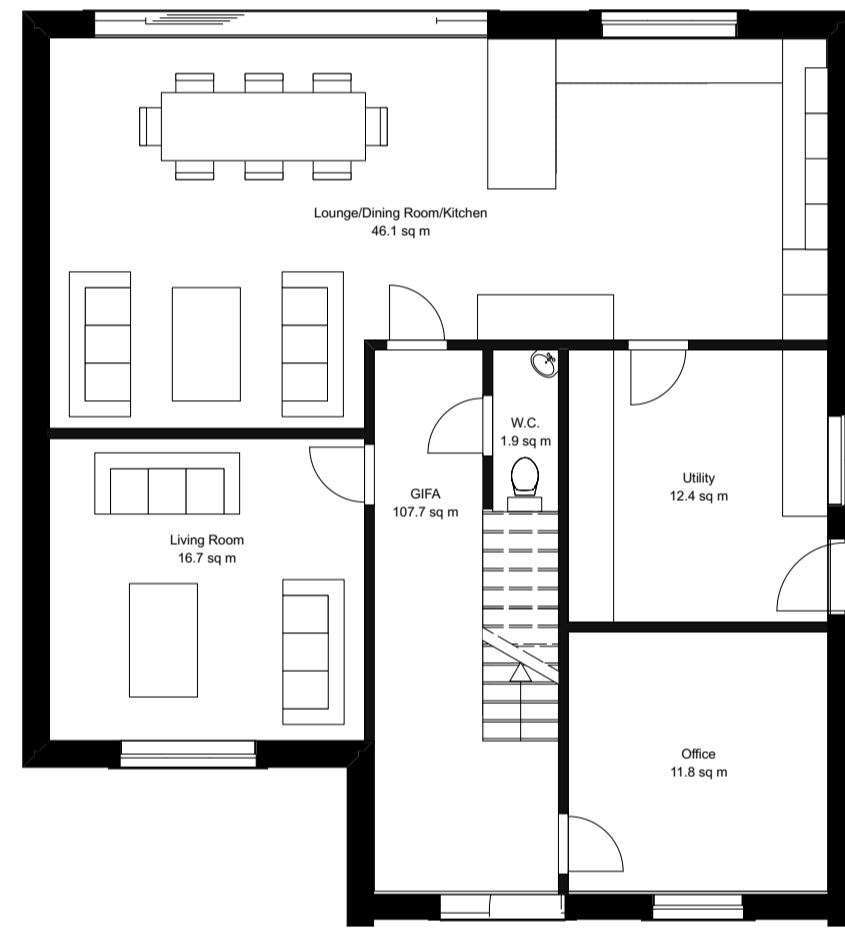 Lounge/Dining Room/Kitchen
46.1 sq m
W.C.
1.9 sq m
Utility
12.4 sq m
GIFA
107.7 sq m
Living Room
16.7 sq m
Office
11.8 sq m